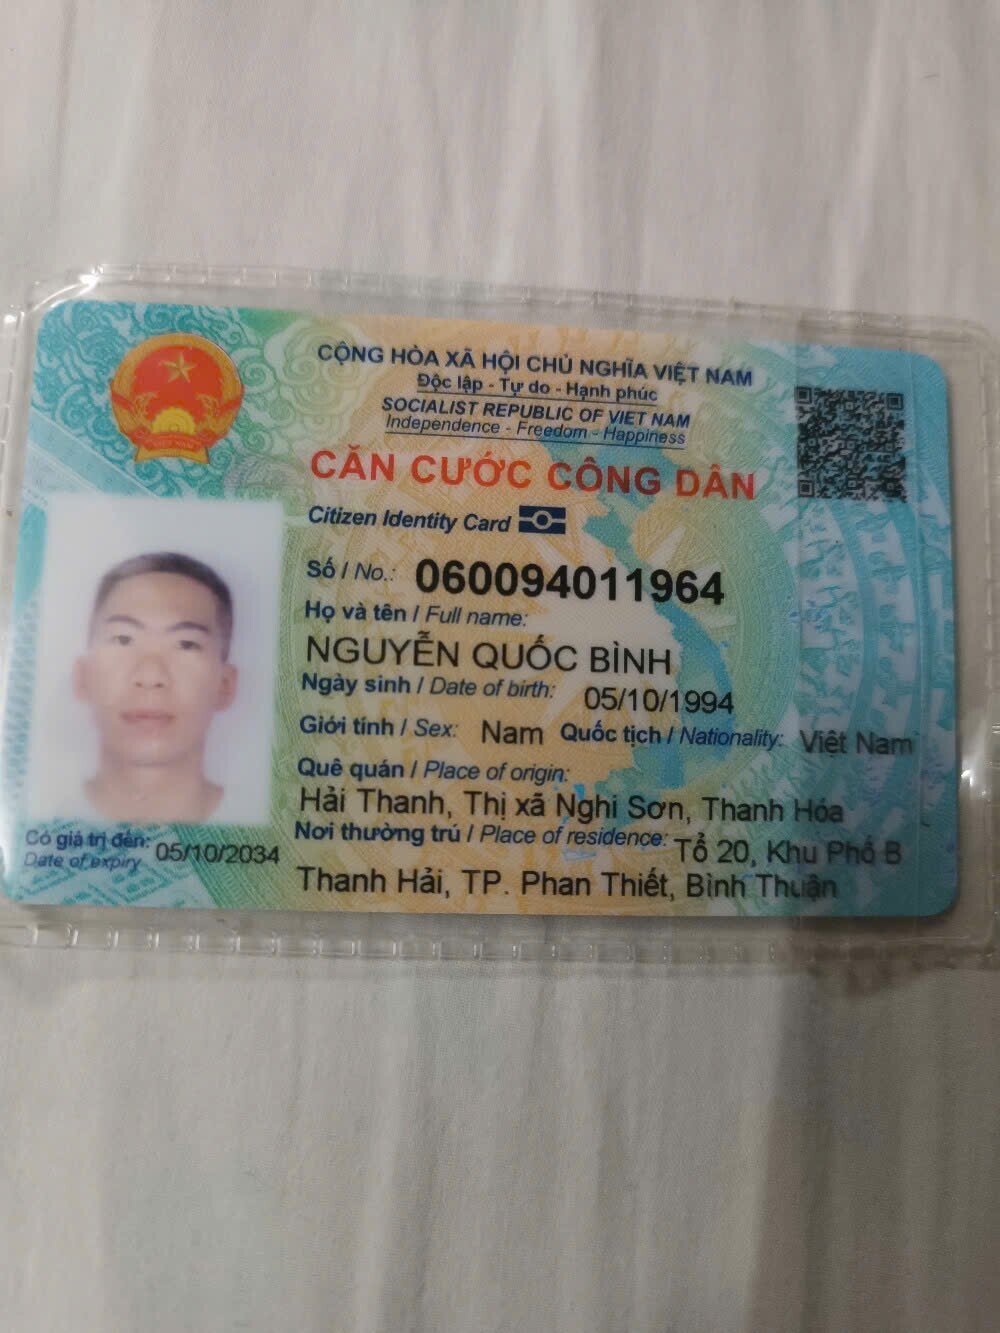 CỘNG HÒA XÃ HỘI CHỦ NGHĨA VIỆT NAM
Độc lập - Tự do - Hạnh phúc
SOCIALIST REPUBLIC OF VIET NAM
Independence - Freedom - Happiness
CĂN CƯỚC CÔNG DÂN
Citizen Identity Card
Số / No.: 060094011964
Họ và tên / Full name:
NGUYỄN QUỐC BÌNH
Ngày sinh / Date of birth: 05/10/1994
Giới tính / Sex: Nam Quốc tịch / Nationality: Việt Nam
Quê quán / Place of origin:
Hải Thanh, Thị xã Nghi Sơn, Thanh Hóa
Nơi thường trú / Place of residence: Tổ 20, Khu Phố B
Thanh Hải, TP. Phan Thiết, Bình Thuận
Có giá trị đến: 05/10/2034
Date of expiry